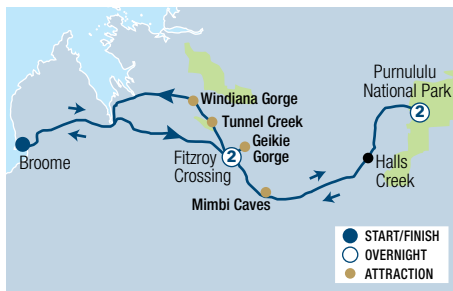 Purnululu
National Park
2
Windjana Gorge
Tunnel Creek
Geikie
Gorge
2
Broome
Fitzroy
Crossing
Halls
Creek
Mimbi Caves
START/FINISH
OVERNIGHT
ATTRACTION